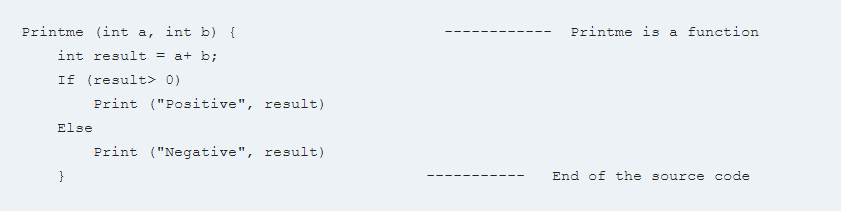 Printme (int a, int b) { ------------ Printme is a function
int result = a+ b;
If (result> 0)
Print ("Positive", result)
Else
Print ("Negative", result)
} ----------- End of the source code